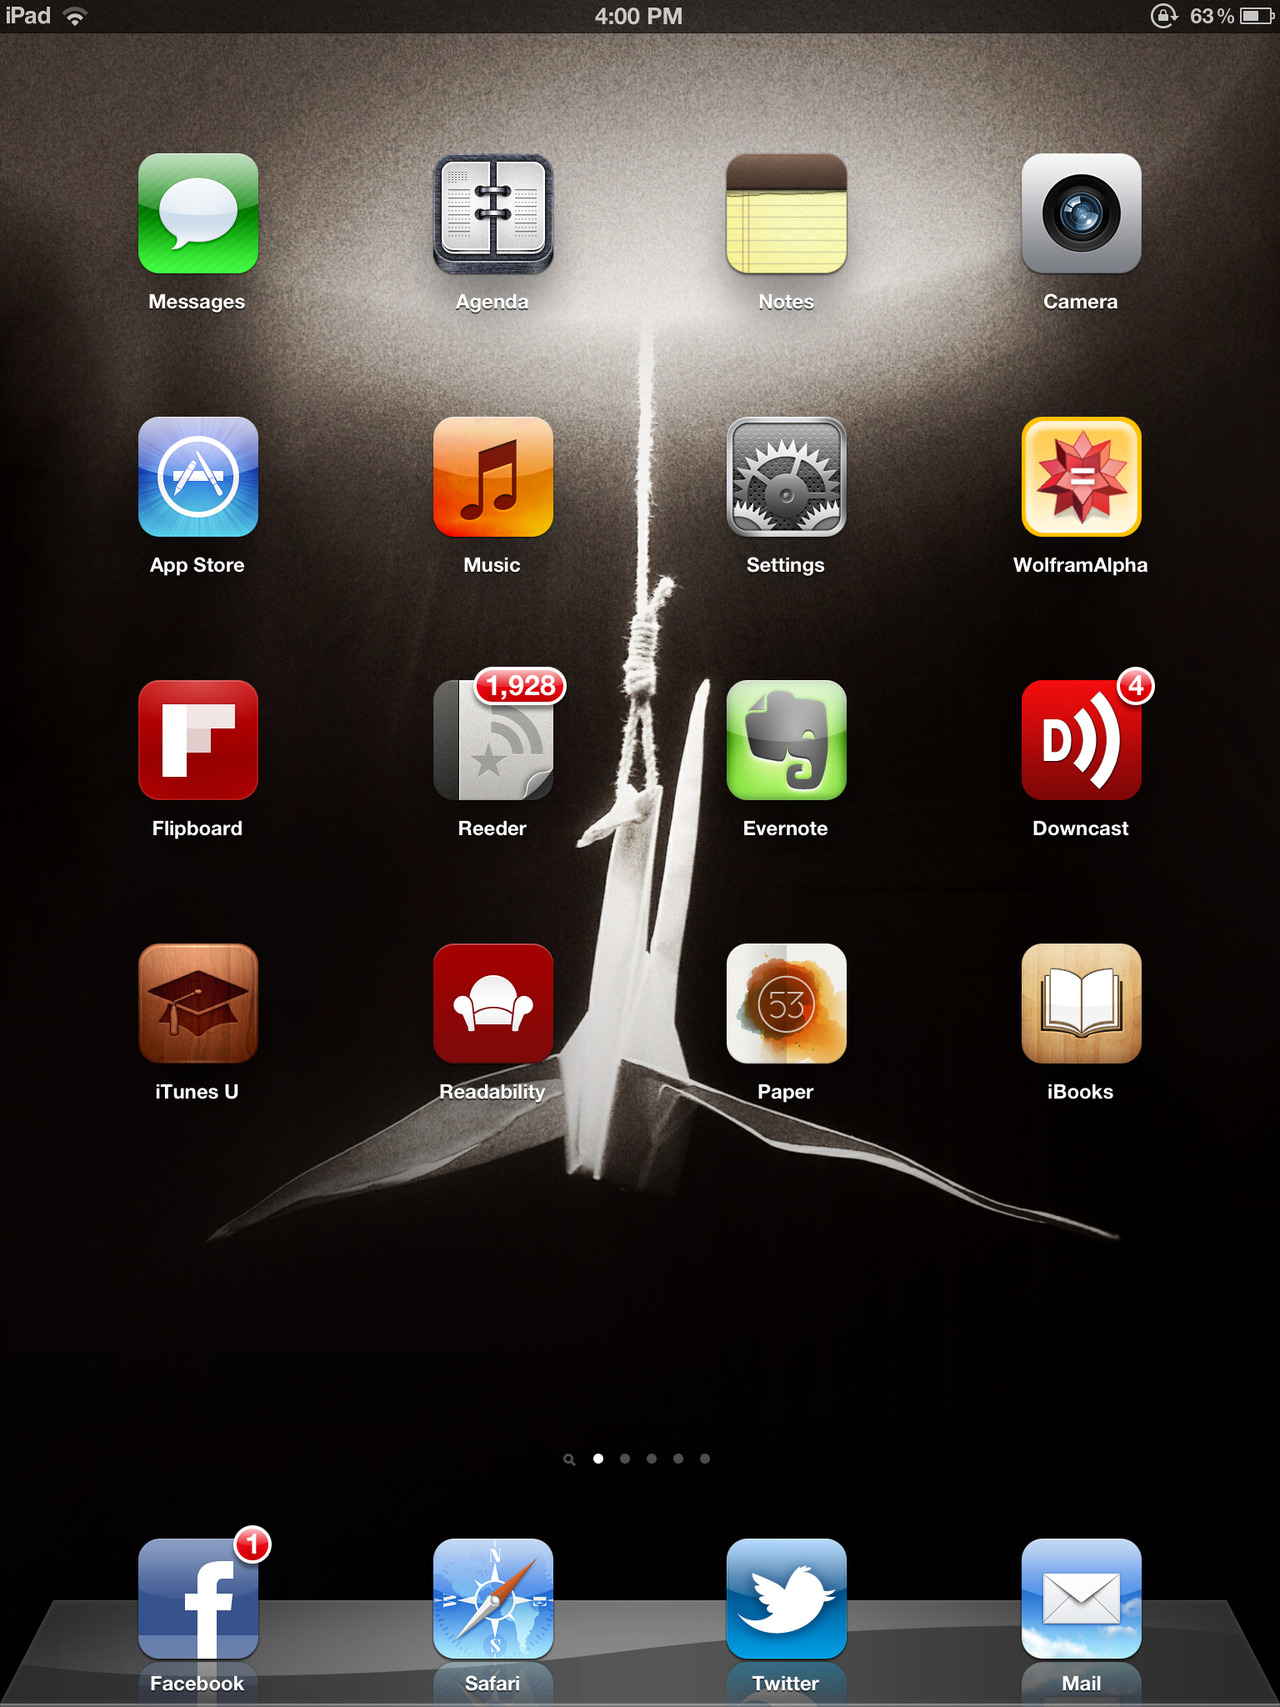 iPad 4:00 PM 63%
Messages Agenda Notes Camera
App Store Music Settings WolframAlpha
1,928 4
Flipboard Reeder Evernote Downcast
53
iTunes U Readability Paper iBooks
1
N
W
S
Facebook Safari Twitter Mail